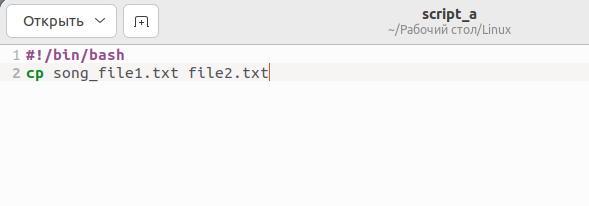 Открыть
script_a
~/Рабочий стол/Linux
1 #!/bin/bash
2 cp song_file1.txt file2.txt